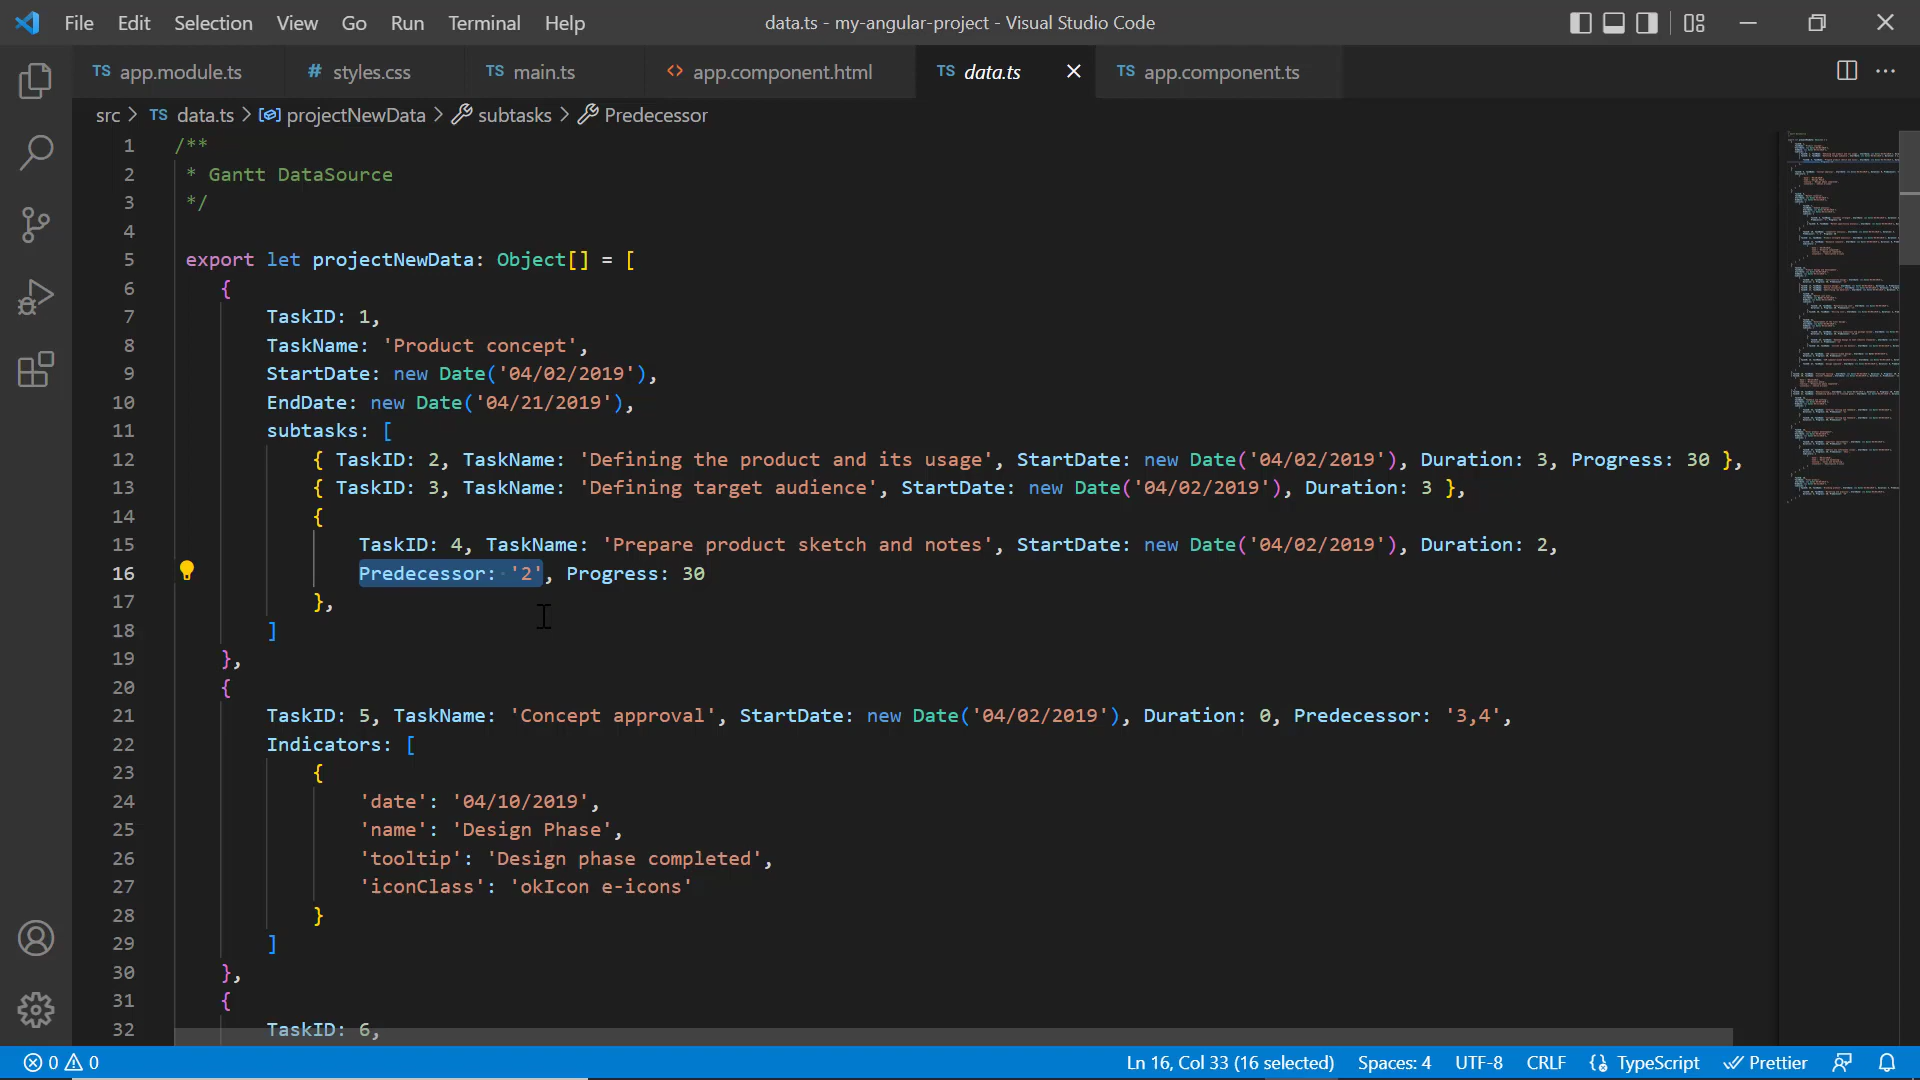 File Edit Selection View Go Run Terminal Help data.ts - my-angular-project - Visual Studio Code
TS app.module.ts # styles.css TS main.ts <> app.component.html TS data.ts TS app.component.ts
src > TS data.ts > projectNewData > subtasks > Predecessor
1 /**
2 * Gantt DataSource
3 */
4
5 export let projectNewData: Object[] = [
6 {
7 TaskID: 1,
8 TaskName: 'Product concept',
9 StartDate: new Date('04/02/2019'),
10 EndDate: new Date('04/21/2019'),
11 subtasks: [
12 { TaskID: 2, TaskName: 'Defining the product and its usage', StartDate: new Date('04/02/2019'), Duration: 3, Progress: 30 },
13 { TaskID: 3, TaskName: 'Defining target audience', StartDate: new Date('04/02/2019'), Duration: 3 },
14 {
15 TaskID: 4, TaskName: 'Prepare product sketch and notes', StartDate: new Date('04/02/2019'), Duration: 2,
16 Predecessor: '2', Progress: 30
17 },
18 ]
19 },
20 {
21 TaskID: 5, TaskName: 'Concept approval', StartDate: new Date('04/02/2019'), Duration: 0, Predecessor: '3,4',
22 Indicators: [
23 {
24 'date': '04/10/2019',
25 'name': 'Design Phase',
26 'tooltip': 'Design phase completed',
27 'iconClass': 'okIcon e-icons'
28 }
29 ]
30 },
31 {
32 TaskID: 6,
0 0 Ln 16, Col 33 (16 selected) Spaces: 4 UTF-8 CRLF {} TypeScript Prettier